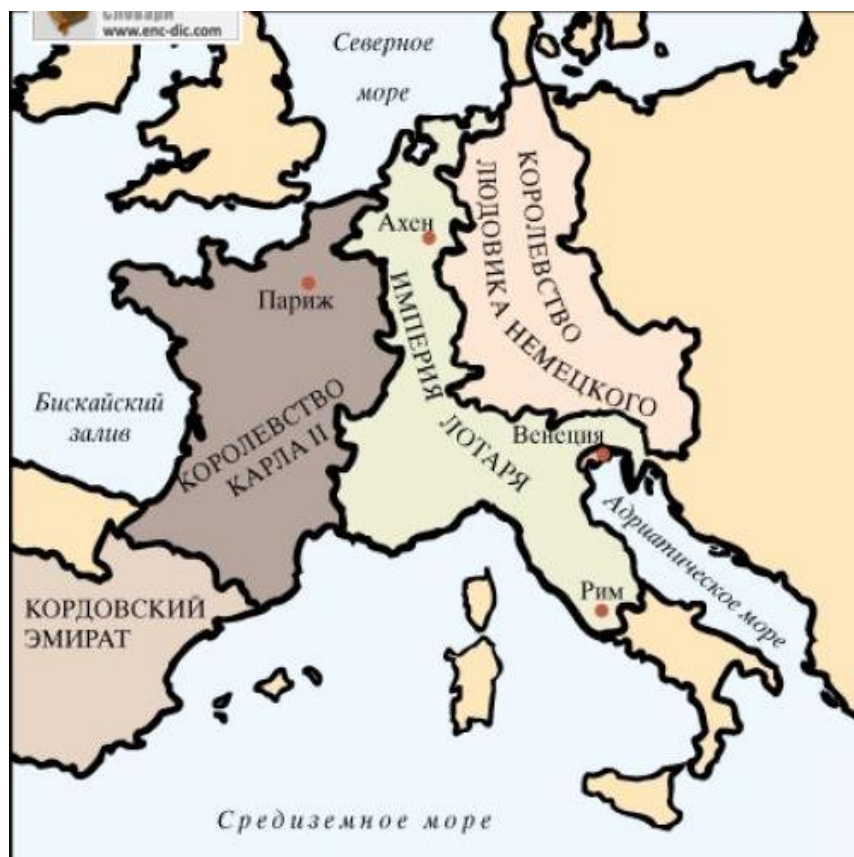 словари
www.enc-dic.com
Северное
море
КОРОЛЕВСТВО
ЛЮДОВИКА НЕМЕЦКОГО
Ахен
Париж
ИМПЕРИЯ ЛОТАРЯ
Бискайский
залив
КОРОЛЕВСТВО
КАРЛА II
Венеция
Адриатическое море
Рим
КОРДОВСКИЙ
ЭМИРАТ
Средиземное море